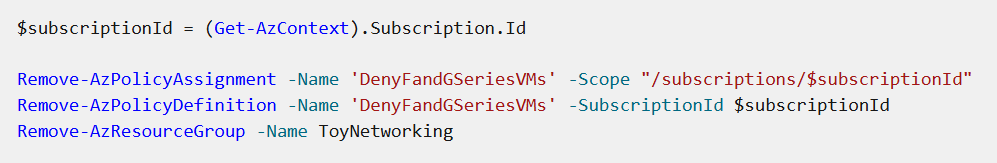 $subscriptionId = (Get-AzContext).Subscription.Id
Remove-AzPolicyAssignment -Name 'DenyFandGSeriesVMs' -Scope "/subscriptions/$subscriptionId"
Remove-AzPolicyDefinition -Name 'DenyFandGSeriesVMs' -SubscriptionId $subscriptionId
Remove-AzResourceGroup -Name ToyNetworking